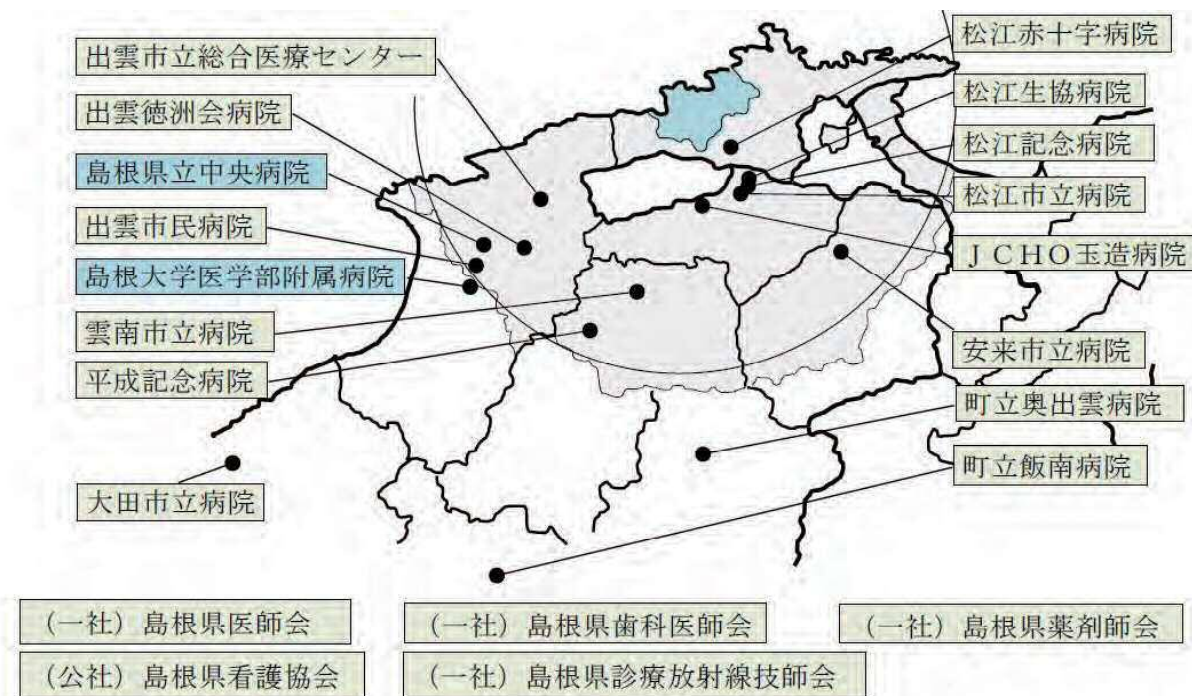 出雲市立総合医療センター
出雲徳洲会病院
島根県立中央病院
出雲市民病院
島根大学医学部附属病院
雲南市立病院
平成記念病院
大田市立病院
松江赤十字病院
松江生協病院
松江記念病院
松江市立病院
ＪＣＨＯ玉造病院
安来市立病院
町立奥出雲病院
町立飯南病院
（一社）島根県医師会
（一社）島根県歯科医師会
（一社）島根県薬剤師会
（公社）島根県看護協会
（一社）島根県診療放射線技師会